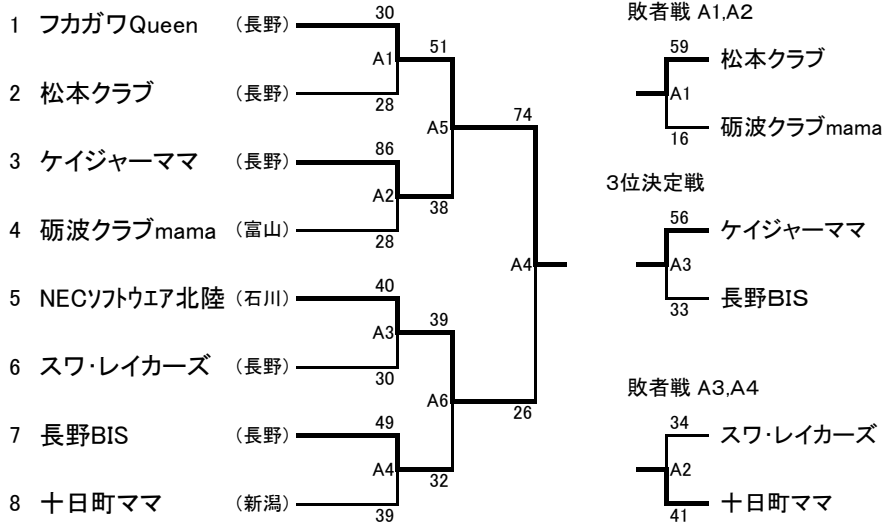 1 フカガワQueen (長野) 30
A1 51
2 松本クラブ (長野) 28
A5 74
3 ケイジャーママ (長野) 86
A2 38
4 砺波クラブmama (富山) 28
A4
5 NECソフトウエア北陸 (石川) 40
A3 39
6 スワ・レイカーズ (長野) 30
A6 26
7 長野BIS (長野) 49
A4 32
8 十日町ママ (新潟) 39
敗者戦 A1,A2
59 松本クラブ
A1
16 砺波クラブmama
3位決定戦
56 ケイジャーママ
A3
33 長野BIS
敗者戦 A3,A4
34 スワ・レイカーズ
A2
41 十日町ママ